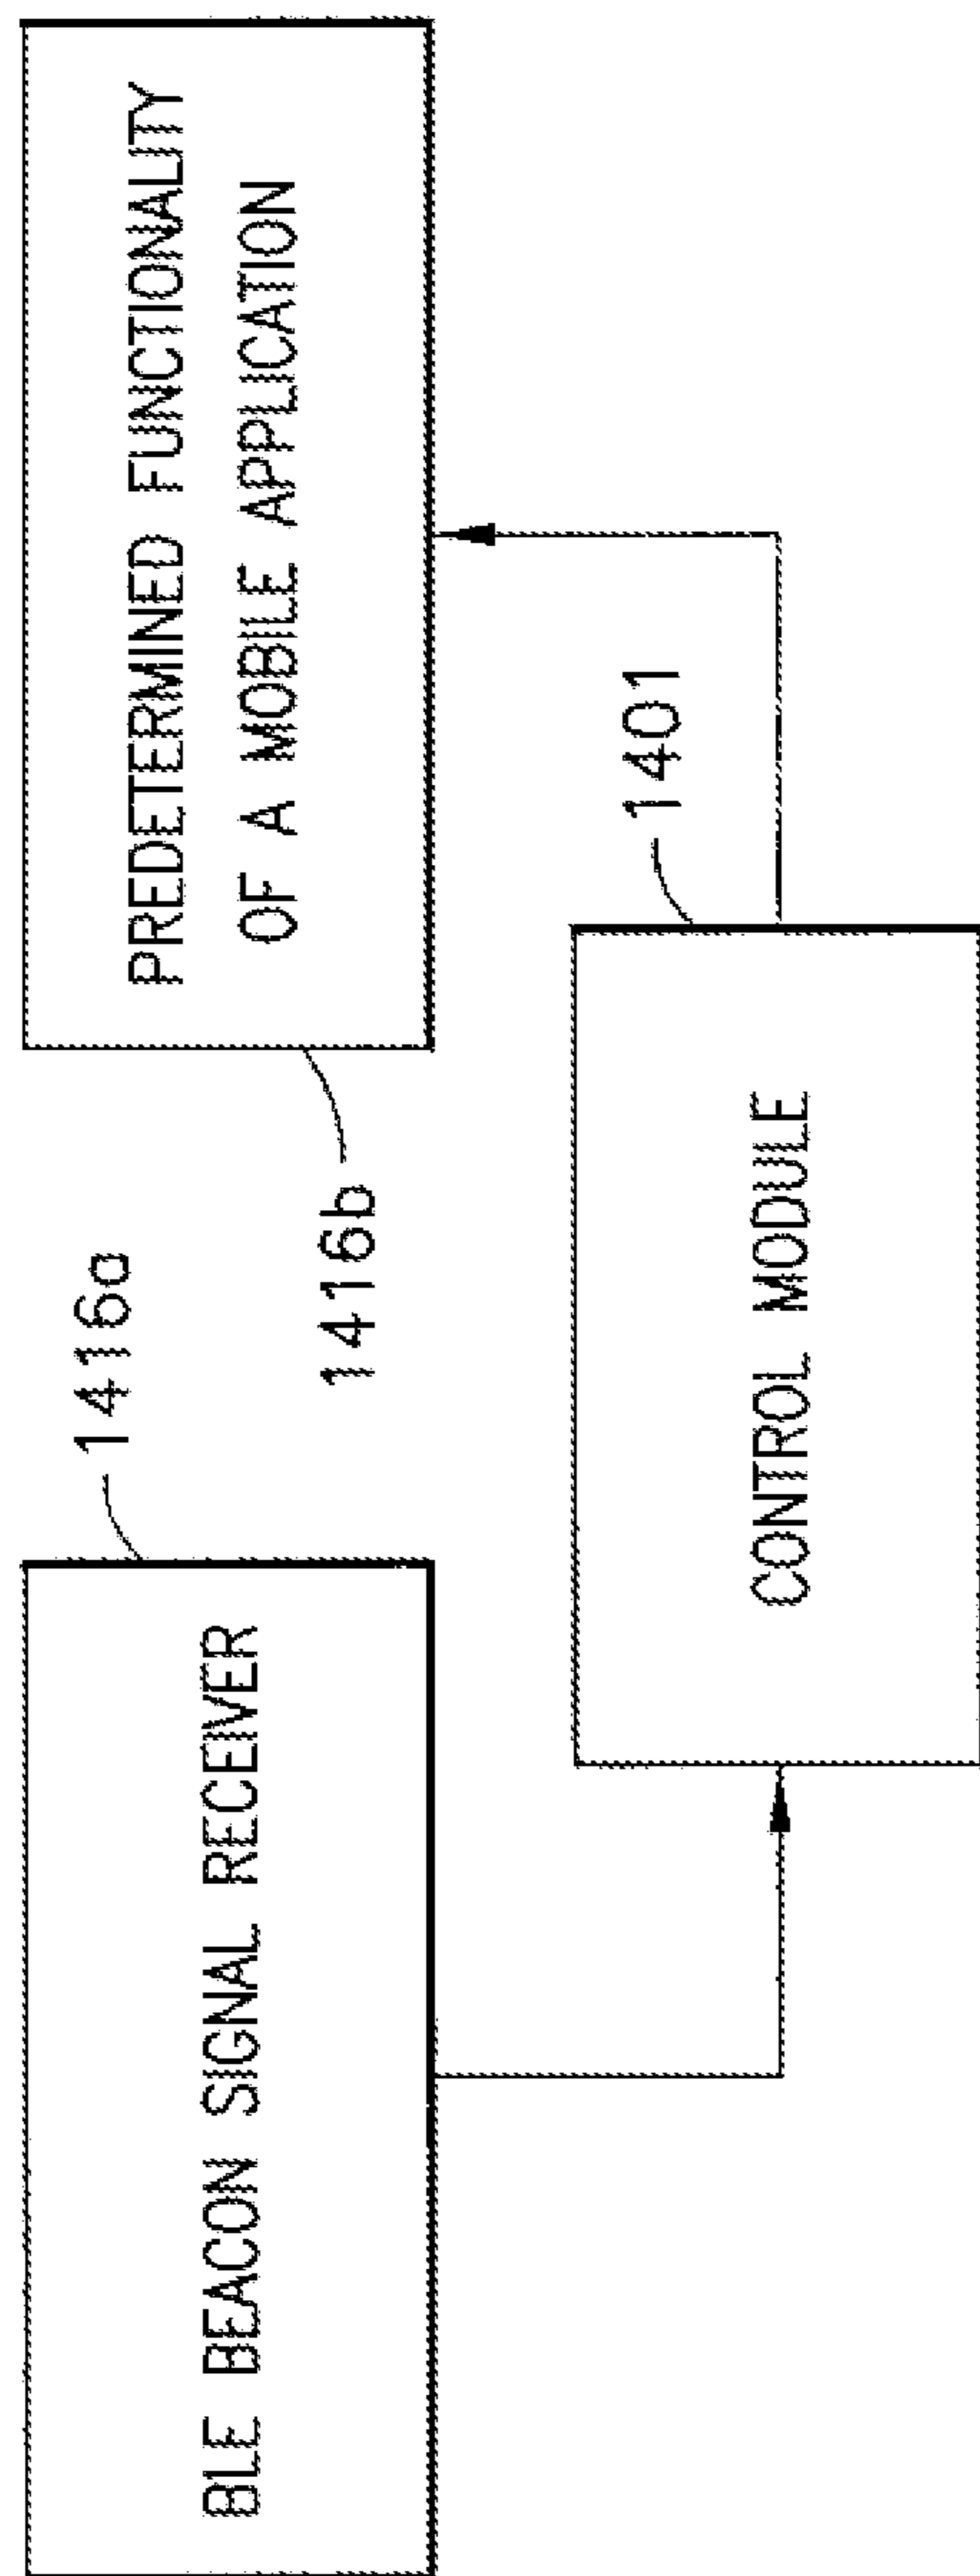 BLE BEACON SIGNAL RECEIVER
1416a
PREDETERMINED FUNCTIONALITY
OF A MOBILE APPLICATION
1416b
CONTROL MODULE
1401